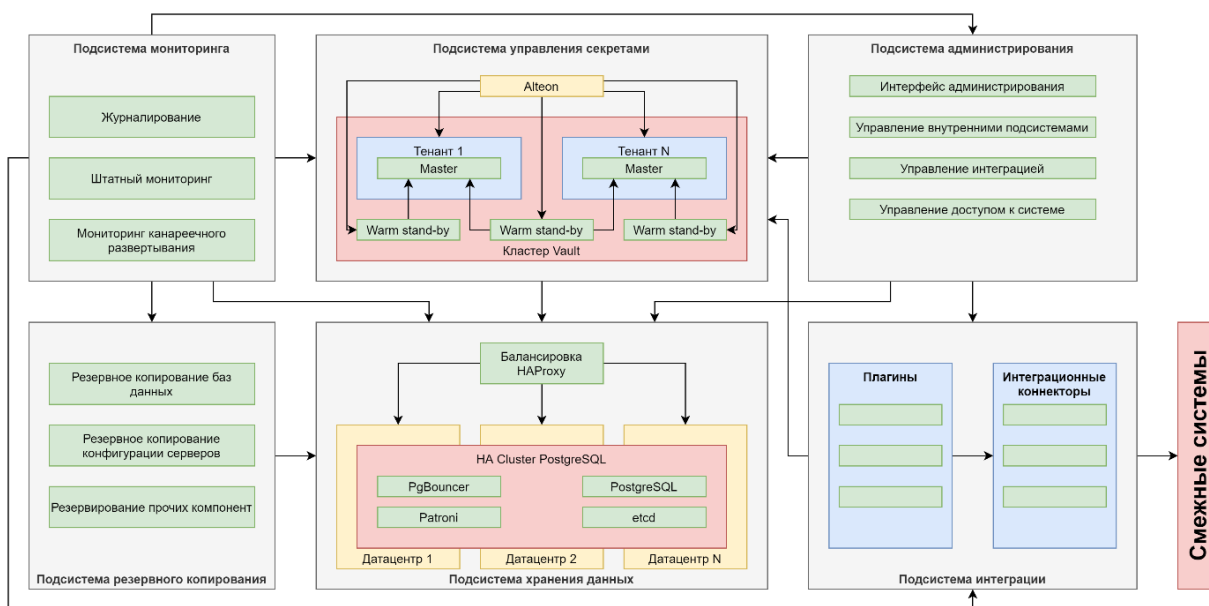 Подсистема мониторинга
Журналирование
Штатный мониторинг
Мониторинг канареечного
развертывания
Подсистема управления секретами
Alteon
Тенант 1
Master
Тенант N
Master
Warm stand-by
Warm stand-by
Warm stand-by
Кластер Vault
Подсистема администрирования
Интерфейс администрирования
Управление внутренними подсистемами
Управление интеграцией
Управление доступом к системе
Резервное копирование баз
данных
Резервное копирование
конфигурации серверов
Резервирование прочих компонент
Подсистема резервного копирования
Балансировка
HAProxy
HA Cluster PostgreSQL
PgBouncer
PostgreSQL
Patroni
etcd
Датацентр 1
Датацентр 2
Датацентр N
Подсистема хранения данных
Плагины
Интеграционные
коннекторы
Подсистема интеграции
Смежные системы